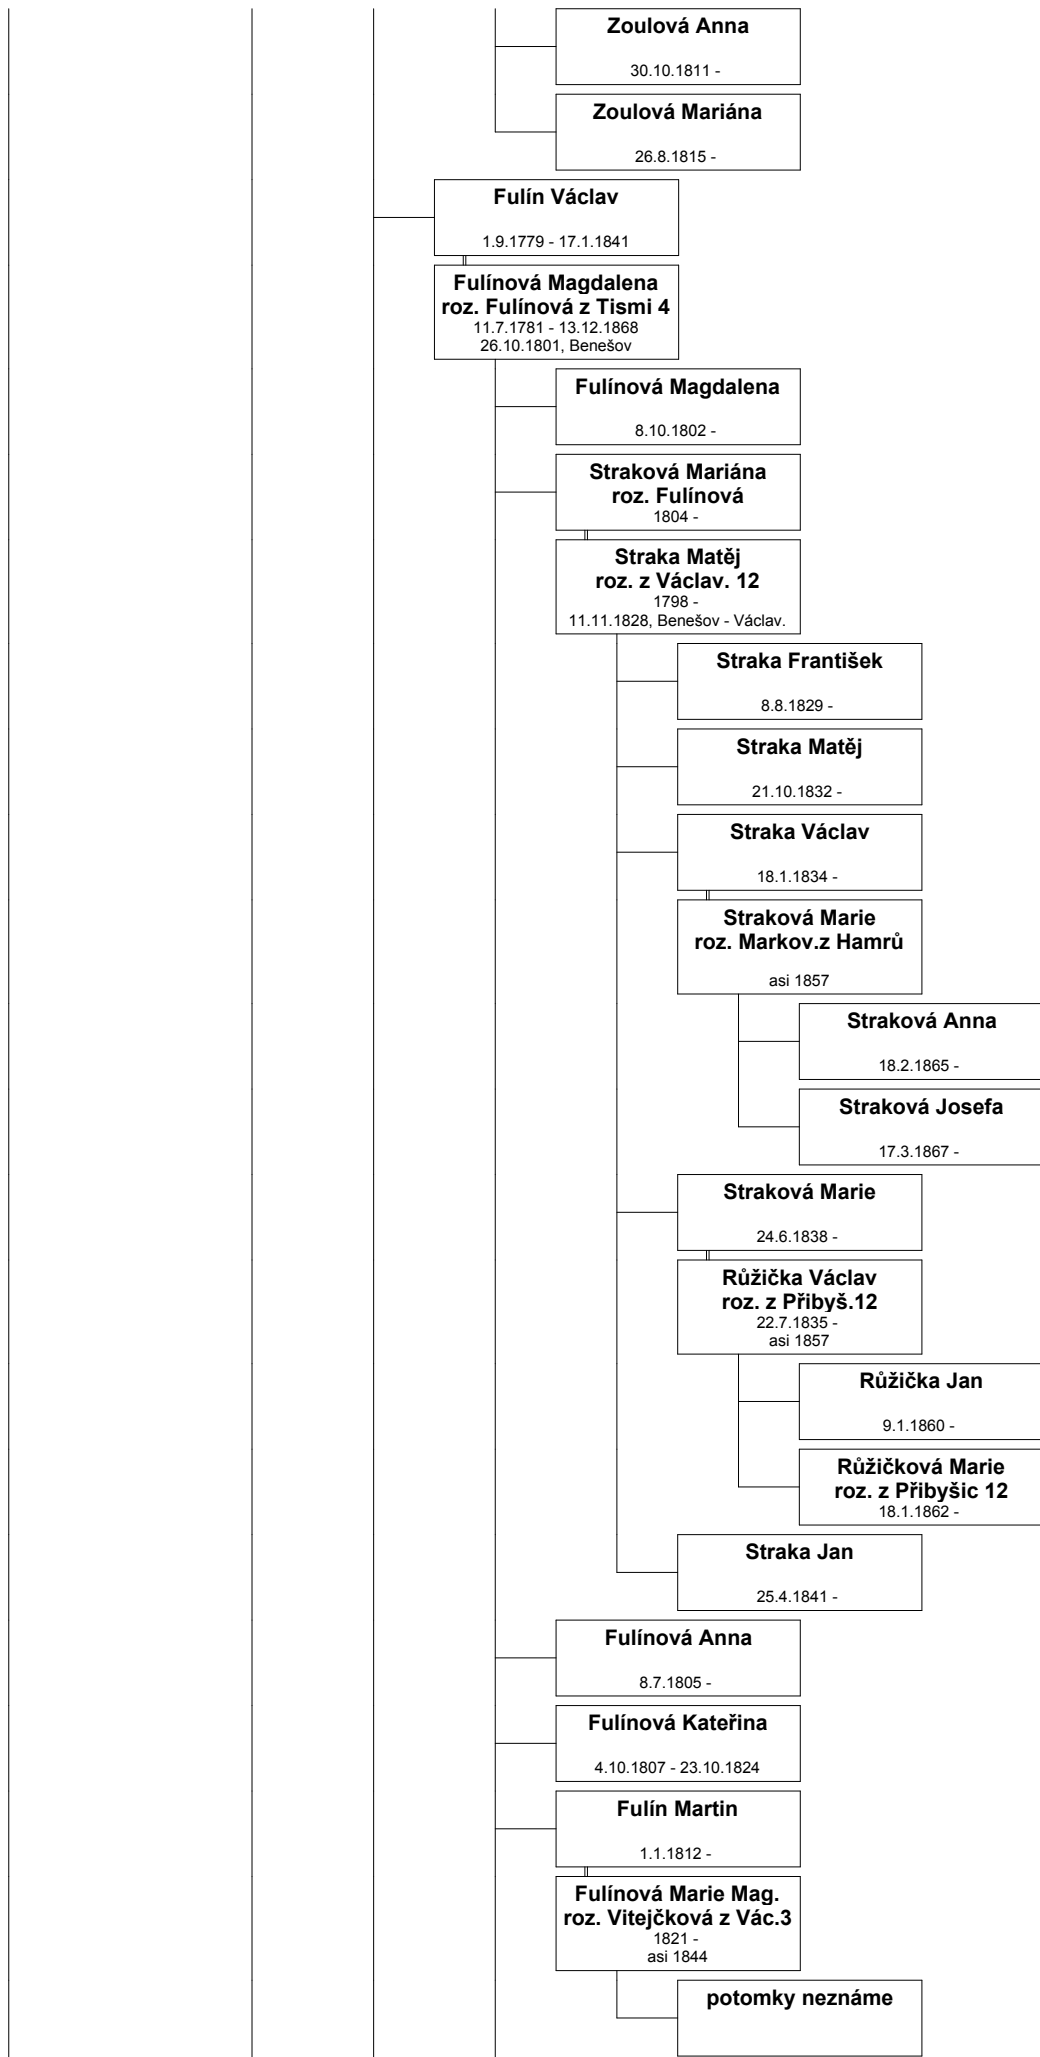 Zoulová Anna
30.10.1811 -
Zoulová Mariána
26.8.1815 -
Fulín Václav
1.9.1779 - 17.1.1841
Fulínová Magdalena
roz. Fulínová z Tismi 4
11.7.1781 - 13.12.1868
26.10.1801, Benešov
Fulínová Magdalena
8.10.1802 -
Straková Mariána
roz. Fulínová
1804 -
Straka Matěj
roz. z Václav. 12
1798 -
11.11.1828, Benešov - Václav.
Straka František
8.8.1829 -
Straka Matěj
21.10.1832 -
Straka Václav
18.1.1834 -
Straková Marie
roz. Markov.z Hamrů
asi 1857
Straková Anna
18.2.1865 -
Straková Josefa
17.3.1867 -
Straková Marie
24.6.1838 -
Růžička Václav
roz. z Přibyš.12
22.7.1835 -
asi 1857
Růžička Jan
9.1.1860 -
Růžičková Marie
roz. z Přibyšic 12
18.1.1862 -
Straka Jan
25.4.1841 -
Fulínová Anna
8.7.1805 -
Fulínová Kateřina
4.10.1807 - 23.10.1824
Fulín Martin
1.1.1812 -
Fulínová Marie Mag.
roz. Vitejčková z Vác.3
1821 -
asi 1844
potomky neznáme